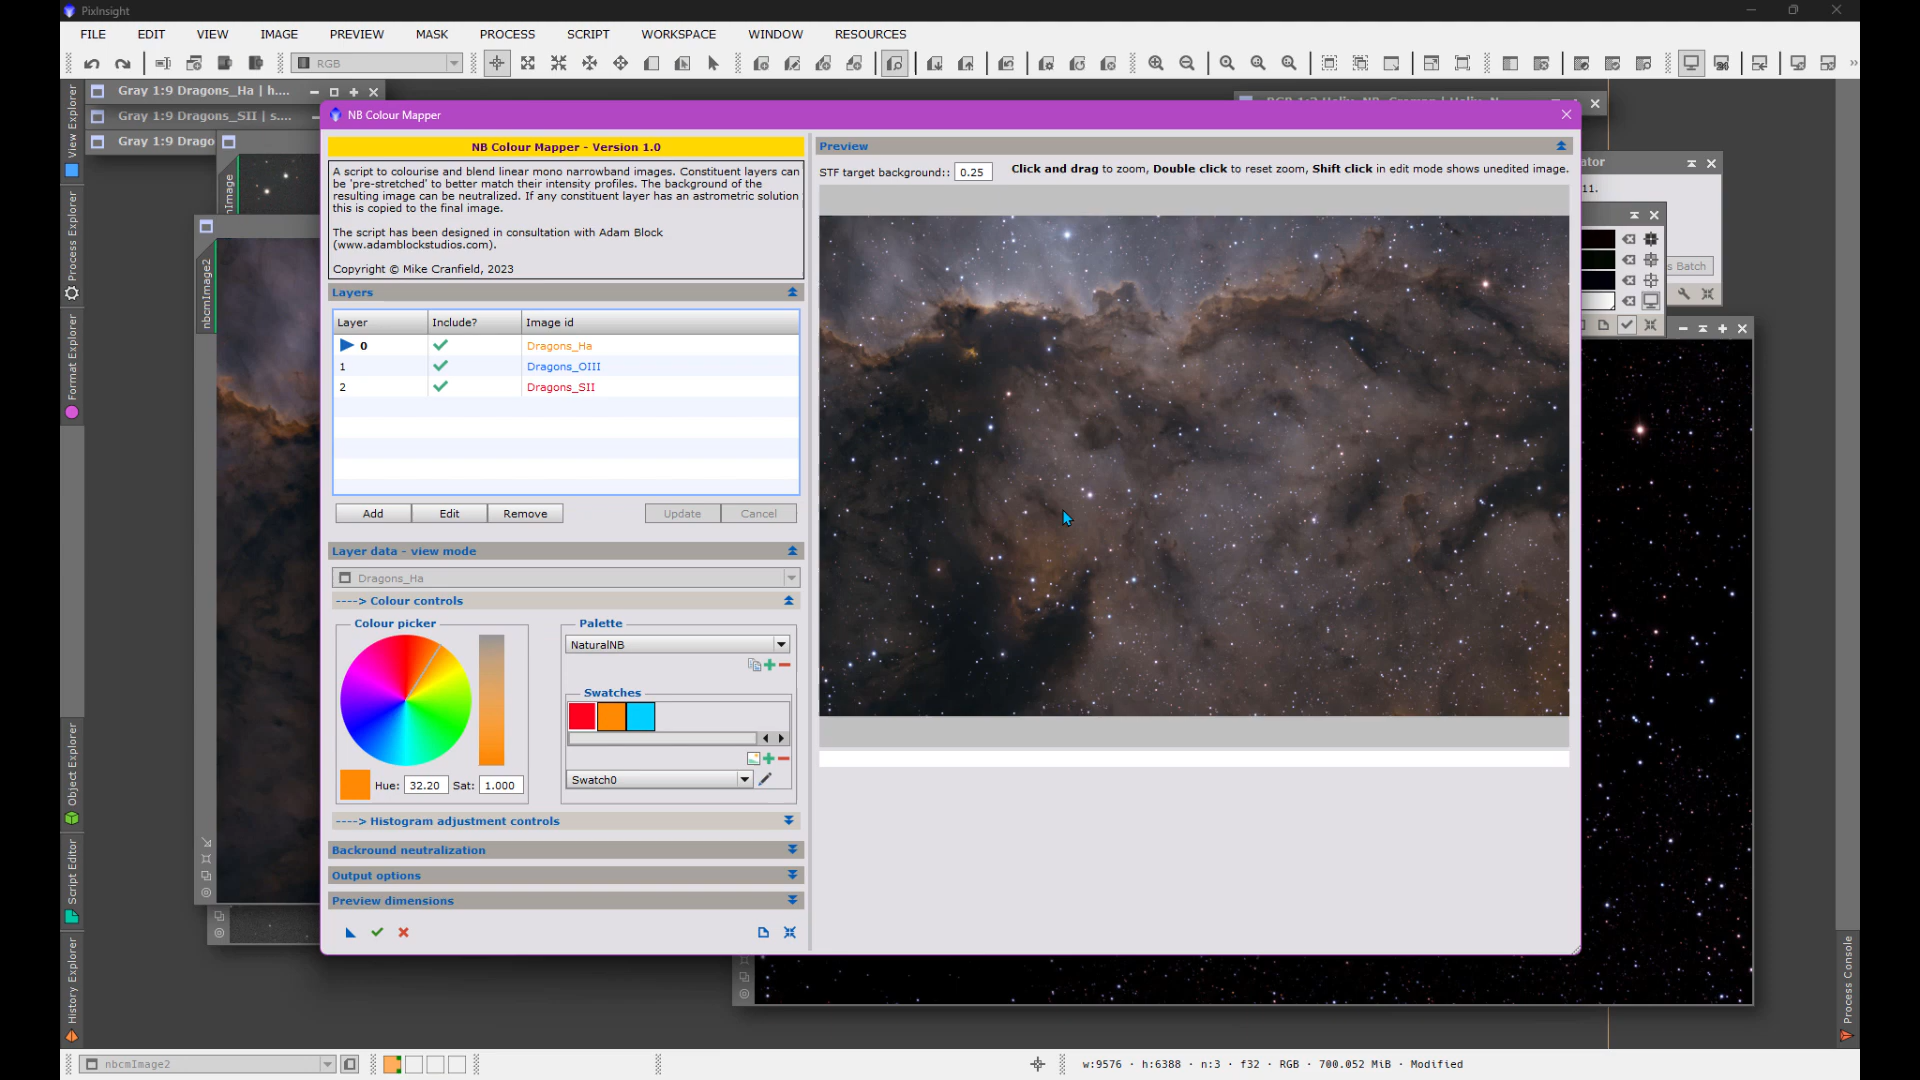 PixInsight
FILE EDIT VIEW IMAGE PREVIEW MASK PROCESS SCRIPT WORKSPACE WINDOW RESOURCES
RGB
Gray 1:9 Dragons_Ha | h....
Gray 1:9 Dragons_SII | s....
Gray 1:9 Drago
View Explorer
Process Explorer
Format Explorer
Object Explorer
Script Editor
History Explorer
nbcmImage2
NB Colour Mapper
NB Colour Mapper - Version 1.0
A script to colourise and blend linear mono narrowband images. Constituent layers can
be 'pre-stretched' to better match their intensity profiles. The background of the
resulting image can be neutralized. If any constituent layer has an astrometric solution
this is copied to the final image.
The script has been designed in consultation with Adam Block
(www.adamblockstudios.com).
Copyright © Mike Cranfield, 2023
Layers
Layer Include? Image id
0 Dragons_Ha
1 Dragons_OIII
2 Dragons_SII
Add Edit Remove Update Cancel
Layer data - view mode
Dragons_Ha
----> Colour controls
Colour picker
Hue: 32.20 Sat: 1.000
Palette
NaturalNB
Swatches
Swatch0
----> Histogram adjustment controls
Backround neutralization
Output options
Preview dimensions
Preview
STF target background:: 0.25 Click and drag to zoom, Double click to reset zoom, Shift click in edit mode shows unedited image.
ator
11.
s Batch
Process Console
nbcmImage2
w:9576 · h:6388 · n:3 · f32 · RGB · 700.052 MiB · Modified